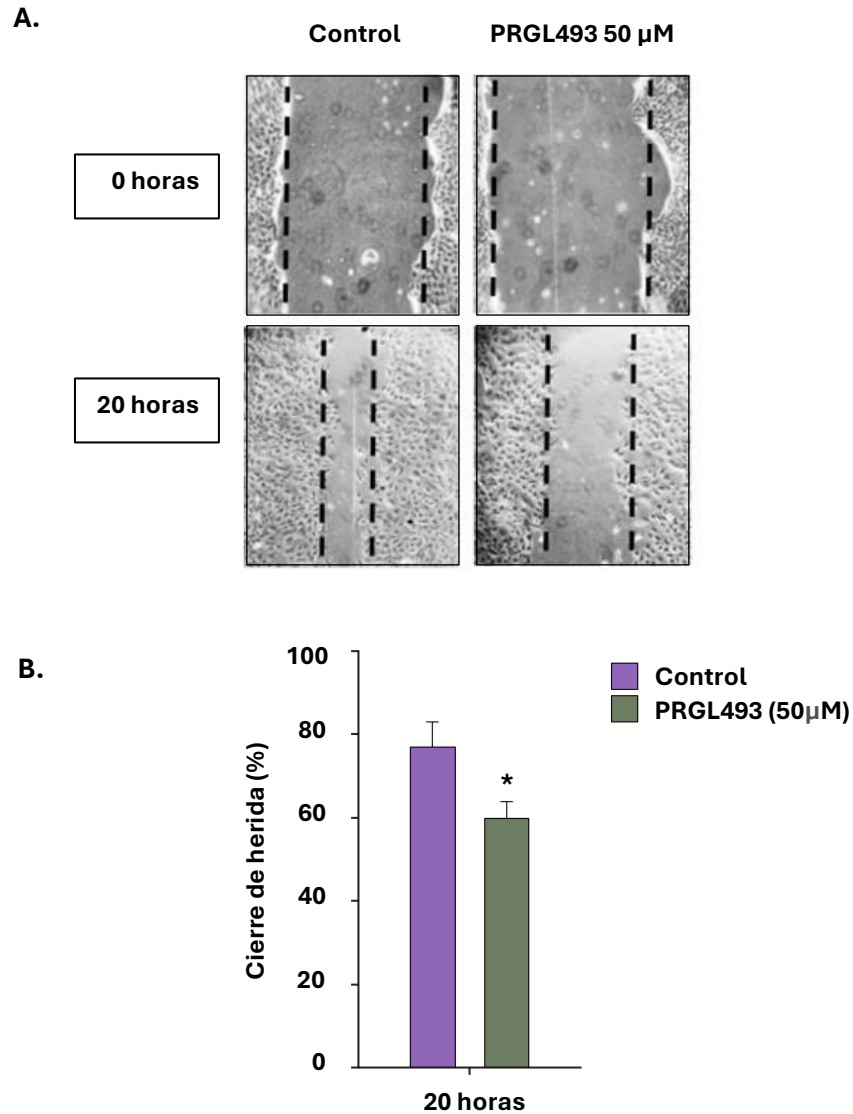 A.
Control PRGL493 50 µM
0 horas
20 horas
B.
100
80
60
40
20
0
Cierre de herida (%)
*
20 horas
Control
PRGL493 (50µM)